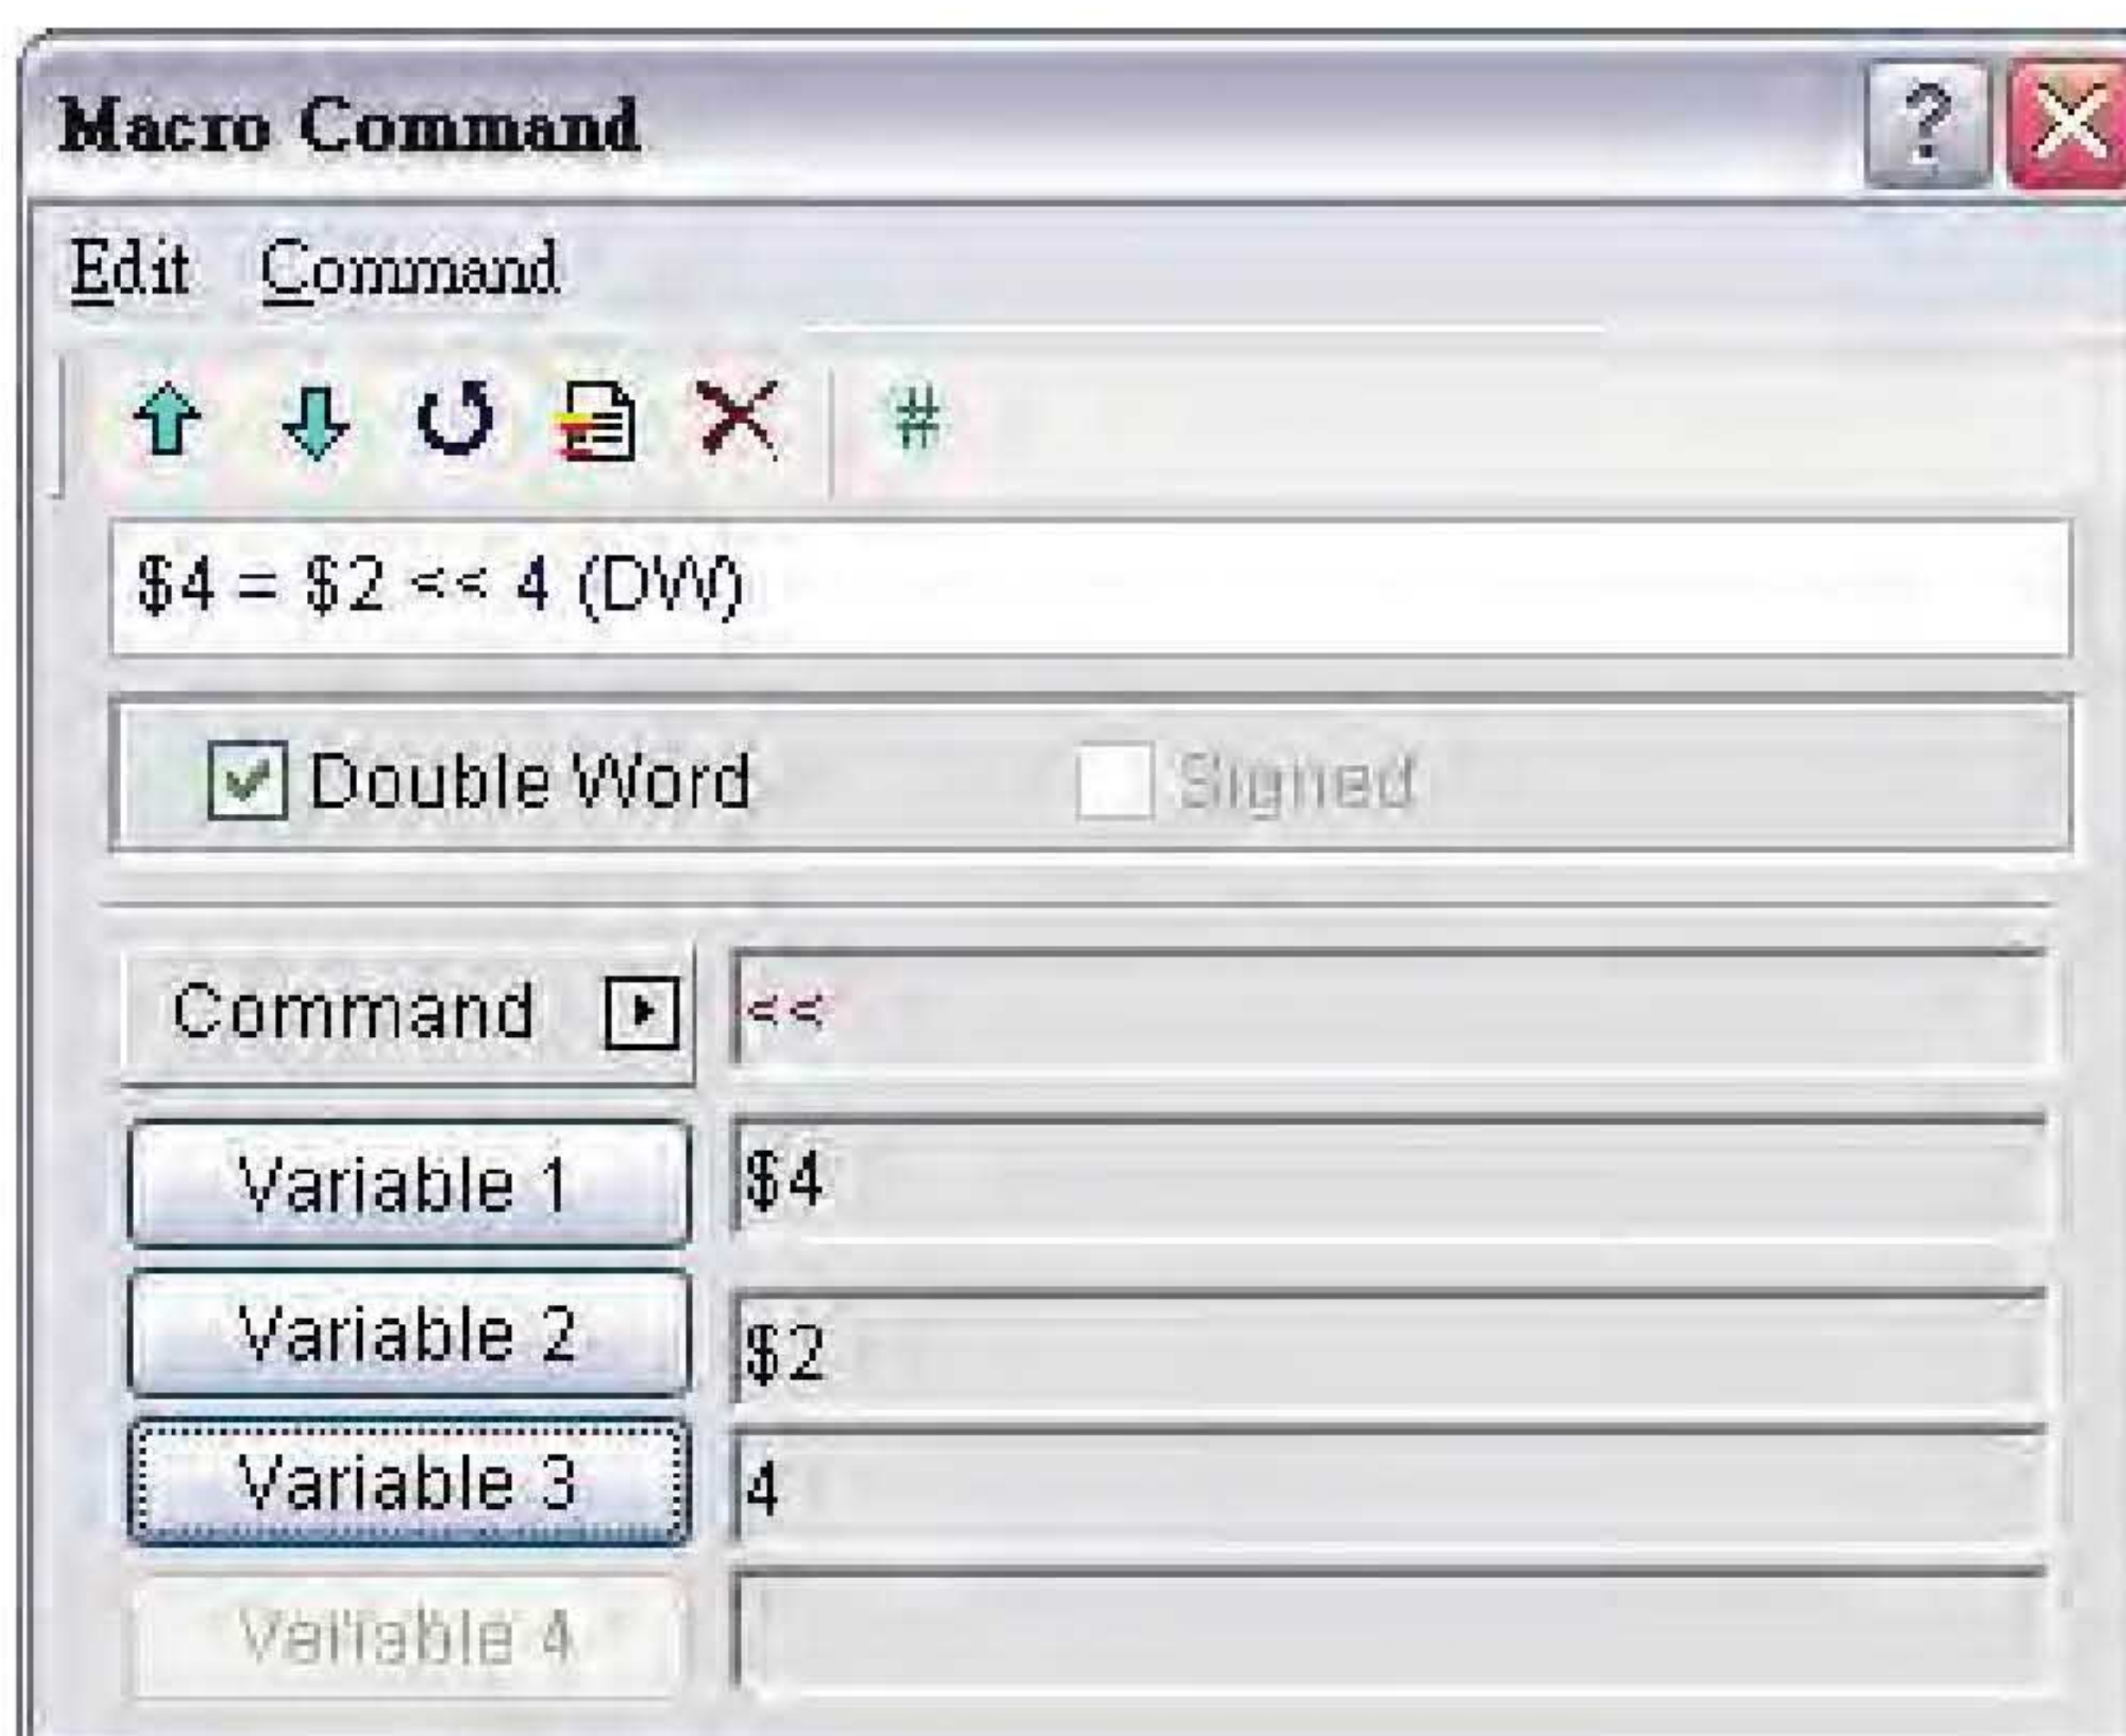 Macro Command
?
Edit Command
#
$4 = $2 << 4 (DW)
Double Word Signed
Command <<
Variable 1 $4
Variable 2 $2
Variable 3 4
Variable 4